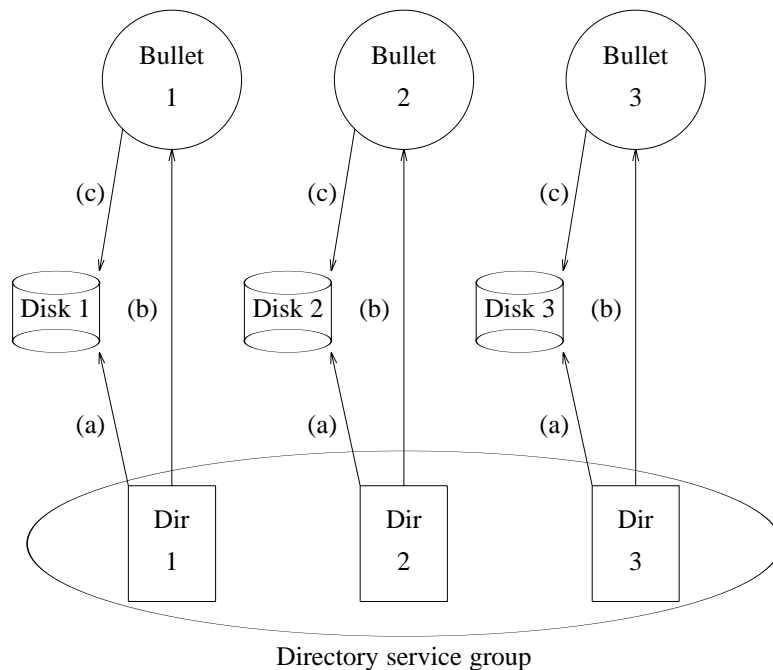 Bullet
1
Bullet
2
Bullet
3
(c)
(c)
(c)
Disk 1
(b)
Disk 2
(b)
Disk 3
(b)
(a)
(a)
(a)
Dir
1
Dir
2
Dir
3
Directory service group